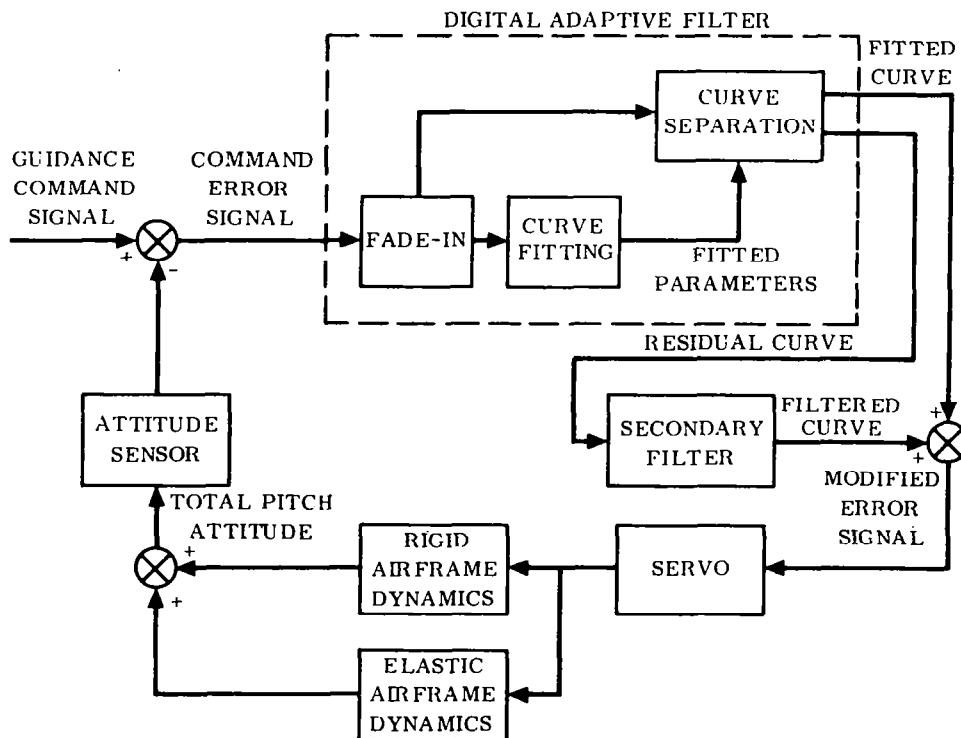 DIGITAL ADAPTIVE FILTER
FITTED
CURVE
CURVE
SEPARATION
GUIDANCE
COMMAND
SIGNAL
COMMAND
ERROR
SIGNAL
FADE-IN
CURVE
FITTING
FITTED
PARAMETERS
+
-
RESIDUAL CURVE
ATTITUDE
SENSOR
SECONDARY
FILTER
FILTERED
CURVE
+
+
MODIFIED
ERROR
SIGNAL
TOTAL PITCH
ATTITUDE
+
+
RIGID
AIRFRAME
DYNAMICS
SERVO
ELASTIC
AIRFRAME
DYNAMICS